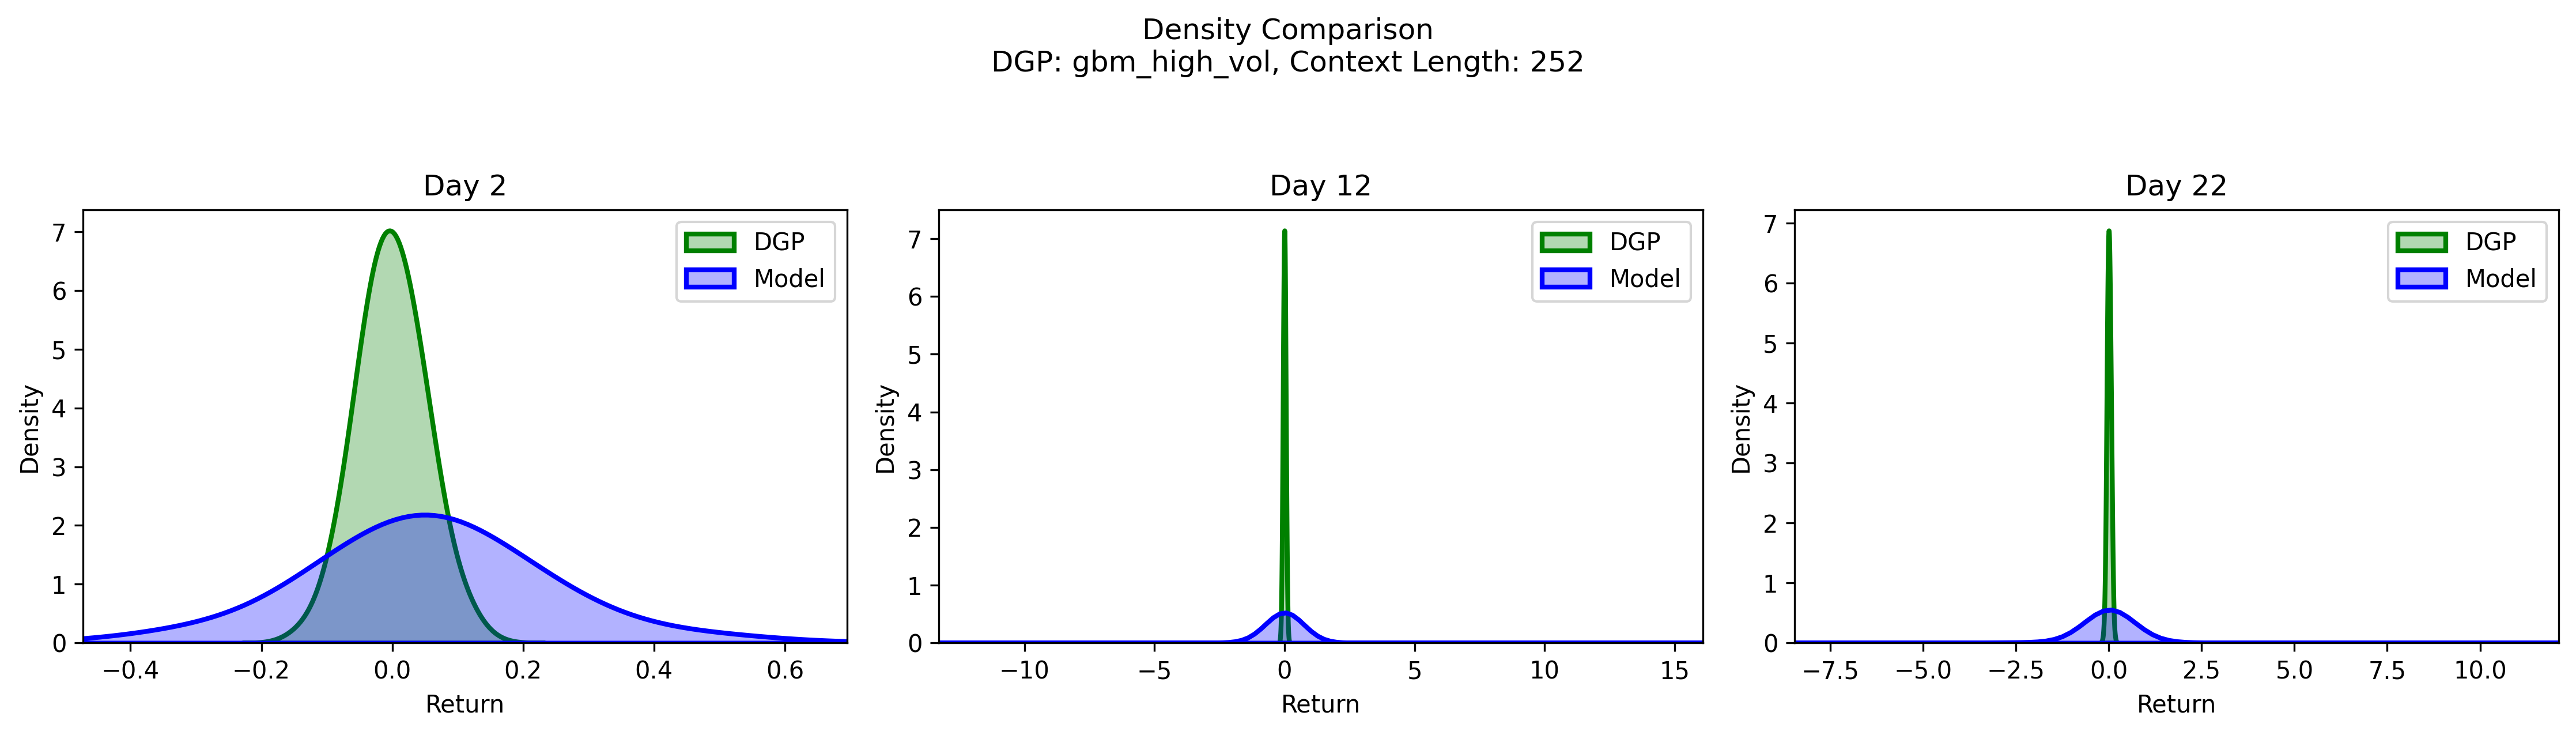 Density Comparison
DGP: gbm_high_vol, Context Length: 252
Day 2
7
6
5
4
3
2
1
0
Density
−0.4
−0.2
0.0
0.2
0.4
0.6
Return
DGP
Model
Day 12
7
6
5
4
3
2
1
0
Density
−10
−5
0
5
10
15
Return
DGP
Model
Day 22
7
6
5
4
3
2
1
0
Density
−7.5
−5.0
−2.5
0.0
2.5
5.0
7.5
10.0
Return
DGP
Model